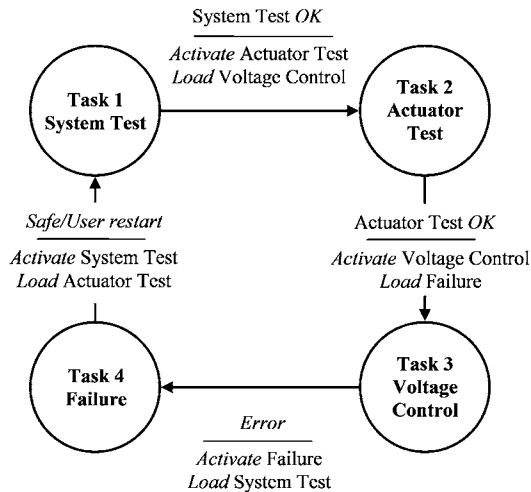 System Test OK
Activate Actuator Test
Load Voltage Control
Task 1
System Test
Task 2
Actuator
Test
Actuator Test OK
Activate Voltage Control
Load Failure
Task 3
Voltage
Control
Error
Activate Failure
Load System Test
Task 4
Failure
Safe/User restart
Activate System Test
Load Actuator Test